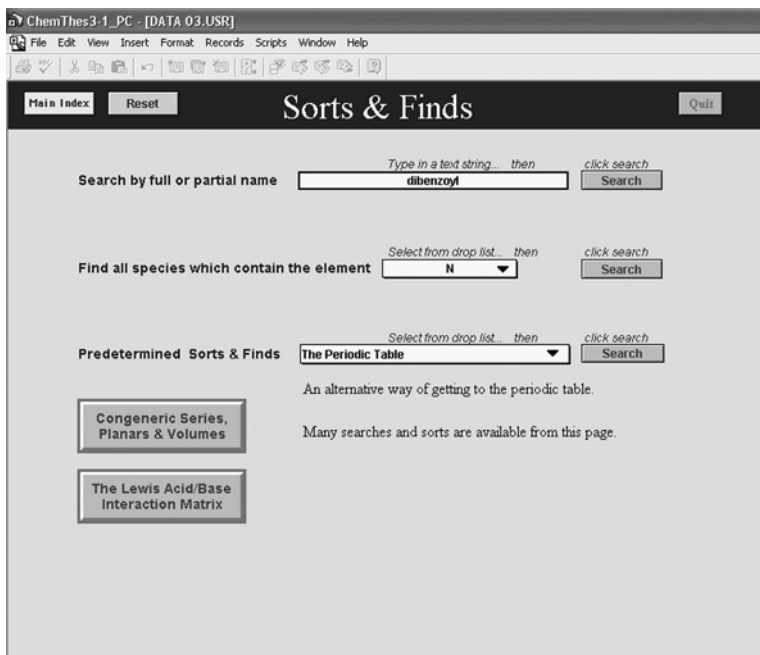 ChemThes3-1_PC - [DATA 03.USR]
File Edit View Insert Format Records Scripts Window Help
Main Index Reset Sorts & Finds Quit
Type in a text string... then click search
Search by full or partial name dibenzoyl Search
Select from drop list... then click search
Find all species which contain the element N Search
Select from drop list... then click search
Predetermined Sorts & Finds The Periodic Table Search
An alternative way of getting to the periodic table.
Congeneric Series,
Planars & Volumes
Many searches and sorts are available from this page.
The Lewis Acid/Base
Interaction Matrix